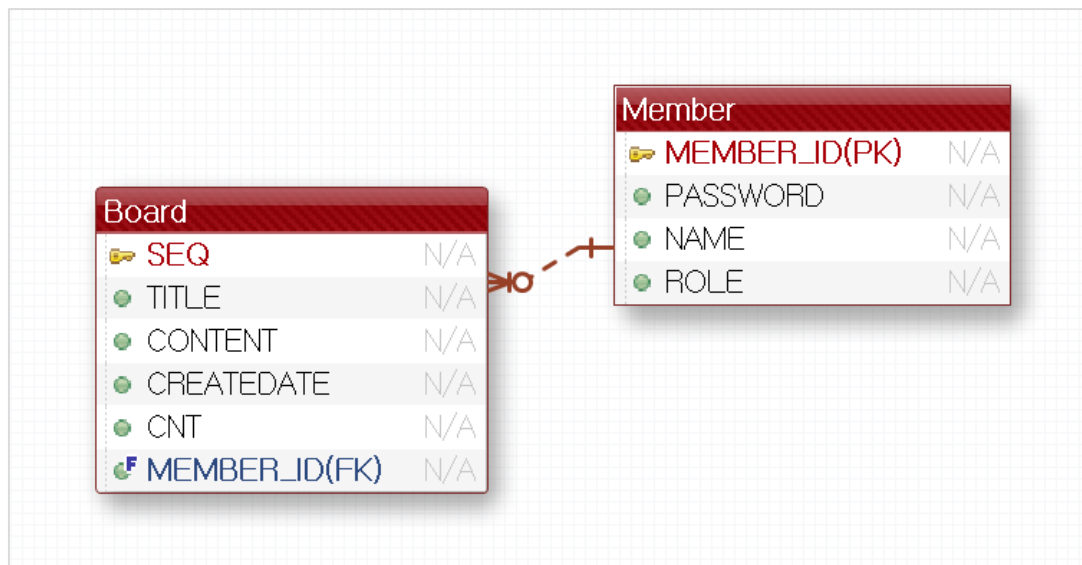 Board
SEQ N/A
TITLE N/A
CONTENT N/A
CREATEDATE N/A
CNT N/A
MEMBER_ID(FK) N/A
Member
MEMBER_ID(PK) N/A
PASSWORD N/A
NAME N/A
ROLE N/A